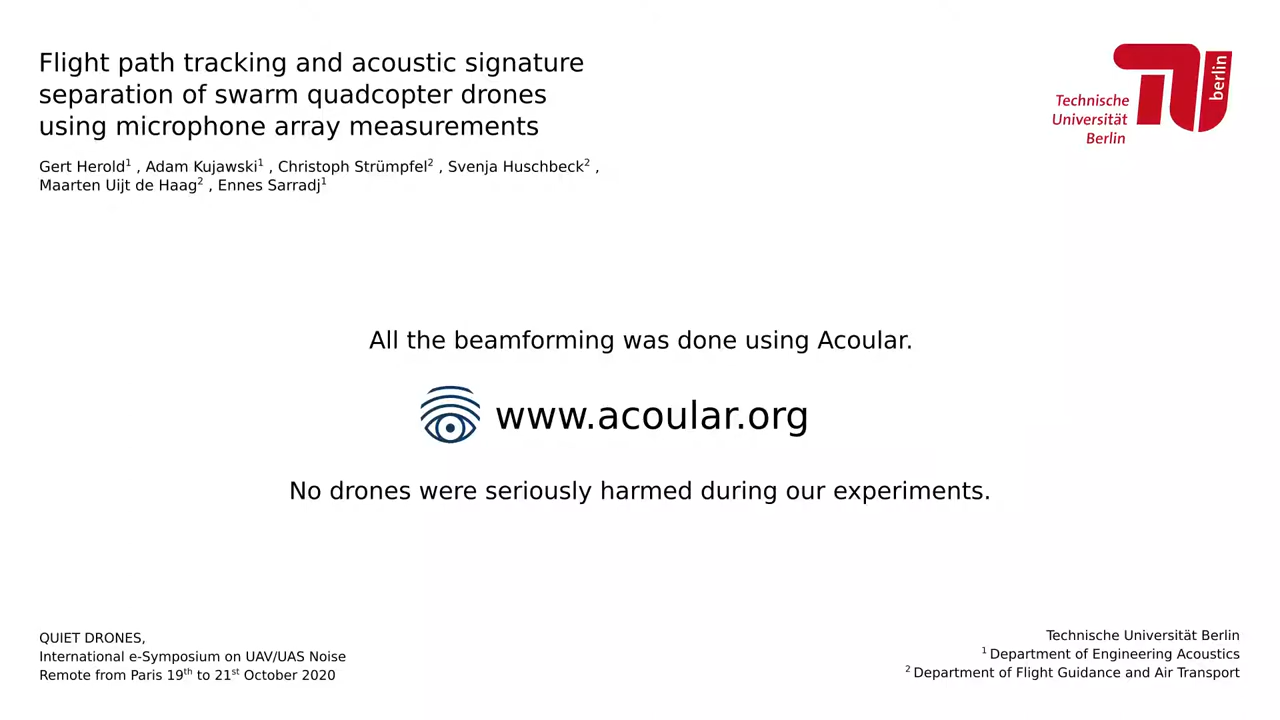 Flight path tracking and acoustic signature
separation of swarm quadcopter drones
using microphone array measurements
Gert Herold¹ , Adam Kujawski¹ , Christoph Strümpfel² , Svenja Huschbeck² ,
Maarten Uijt de Haag² , Ennes Sarradj¹
Technische
Universität
Berlin
berlin
All the beamforming was done using Acoular.
www.acoular.org
No drones were seriously harmed during our experiments.
QUIET DRONES,
International e-Symposium on UAV/UAS Noise
Remote from Paris 19th to 21st October 2020
Technische Universität Berlin
¹ Department of Engineering Acoustics
² Department of Flight Guidance and Air Transport